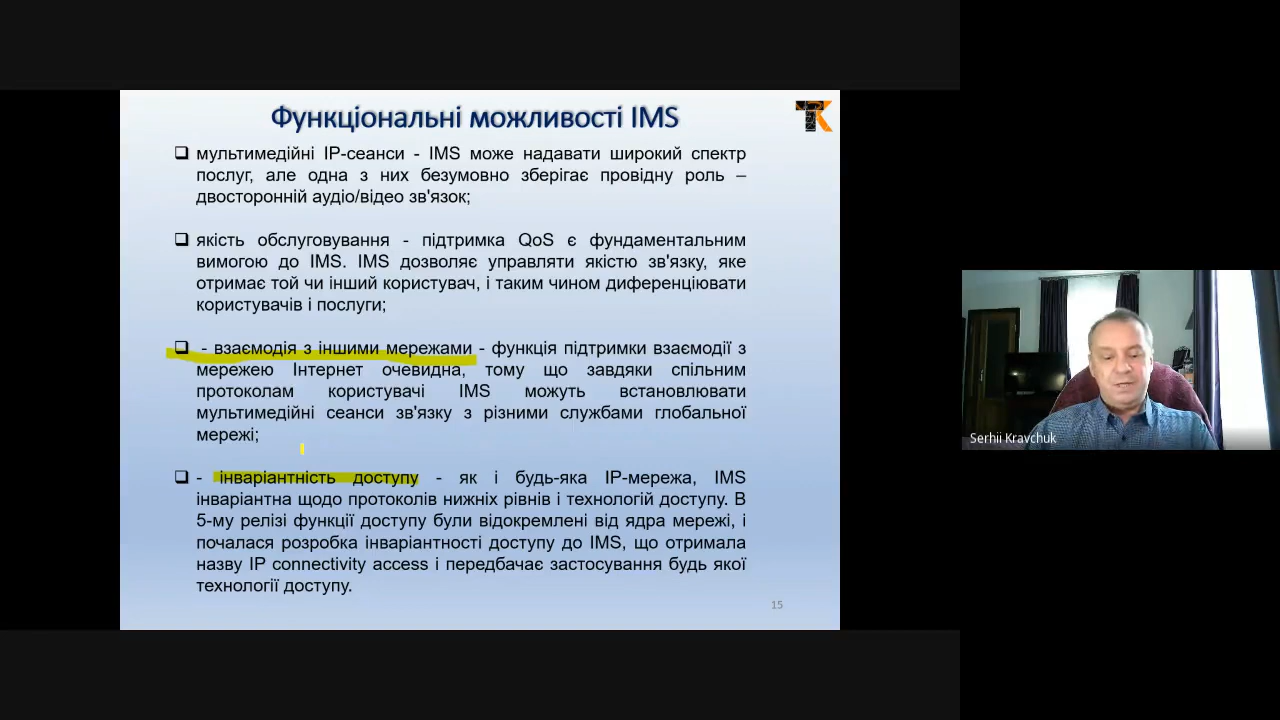 Функціональні можливості IMS
мультимедійні IP-сеанси - IMS може надавати широкий спектр
послуг, але одна з них безумовно зберігає провідну роль –
двосторонній аудіо/відео зв'язок;
якість обслуговування - підтримка QoS є фундаментальним
вимогою до IMS. IMS дозволяє управляти якістю зв'язку, яке
отримає той чи інший користувач, і таким чином диференціювати
користувачів і послуги;
- взаємодія з іншими мережами - функція підтримки взаємодії з
мережею Інтернет очевидна, тому що завдяки спільним
протоколам користувачі IMS можуть встановлювати
мультимедійні сеанси зв'язку з різними службами глобальної
мережі;
- інваріантність доступу - як і будь-яка IP-мережа, IMS
інваріантна щодо протоколів нижніх рівнів і технологій доступу. В
5-му релізі функції доступу були відокремлені від ядра мережі, і
почалася розробка інваріантності доступу до IMS, що отримала
назву IP connectivity access і передбачає застосування будь якої
технології доступу.
15
Serhii Kravchuk